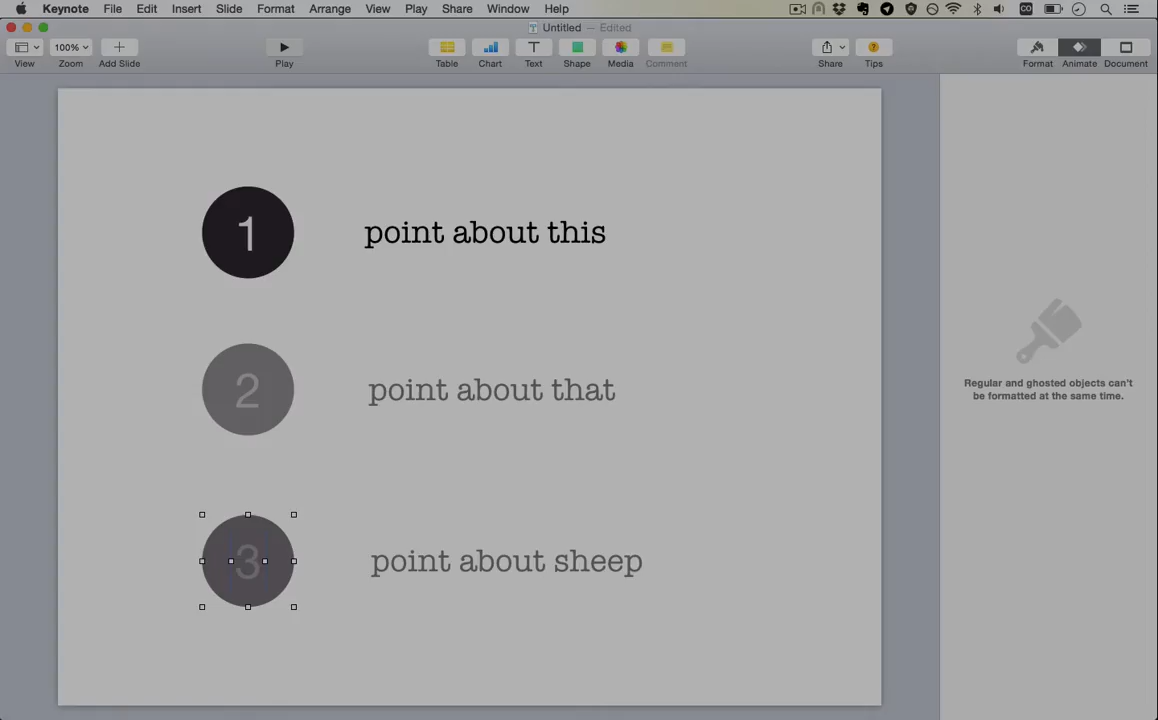 Keynote File Edit Insert Slide Format Arrange View Play Share Window Help
Untitled — Edited
100%
View Zoom Add Slide Play Table Chart Text Shape Media Comment Share Tips Format Animate Document
1 point about this
2 point about that
3 point about sheep
Regular and ghosted objects can't
be formatted at the same time.